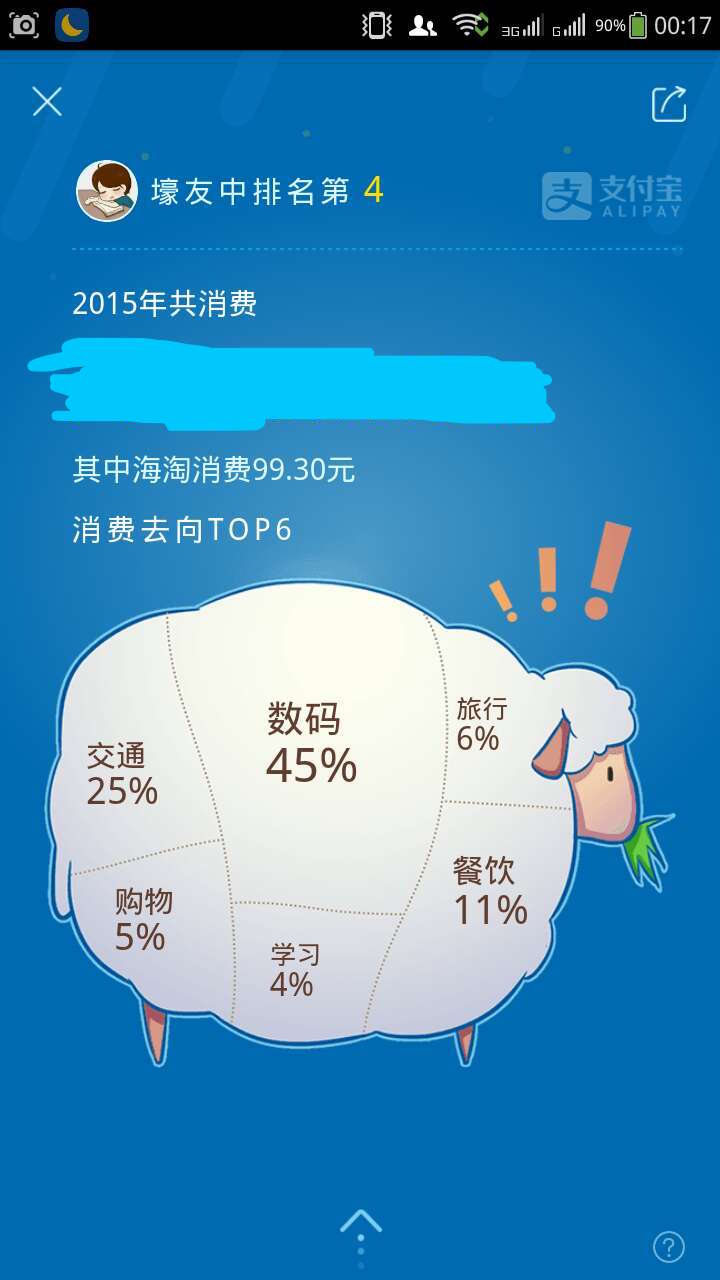 3G
G
90%
00:17
壕友中排名第 4
支付宝
ALIPAY
2015年共消费
其中海淘消费99.30元
消费去向TOP6
数码
45%
旅行
6%
交通
25%
餐饮
11%
购物
5%
学习
4%
?